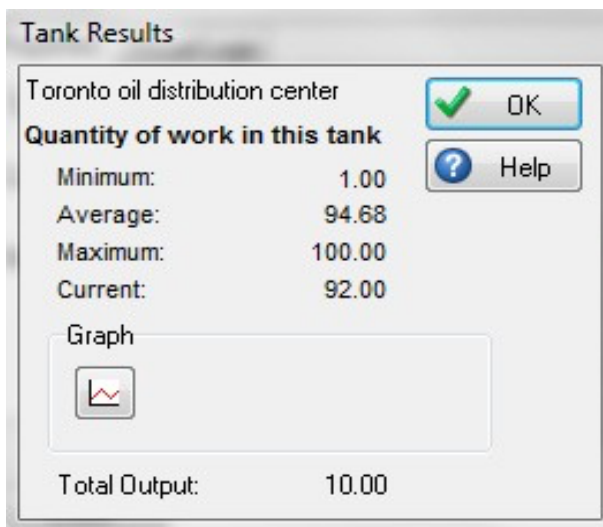 Tank Results
Toronto oil distribution center
OK
Quantity of work in this tank
Help
Minimum: 1.00
Average: 94.68
Maximum: 100.00
Current: 92.00
Graph
Total Output: 10.00